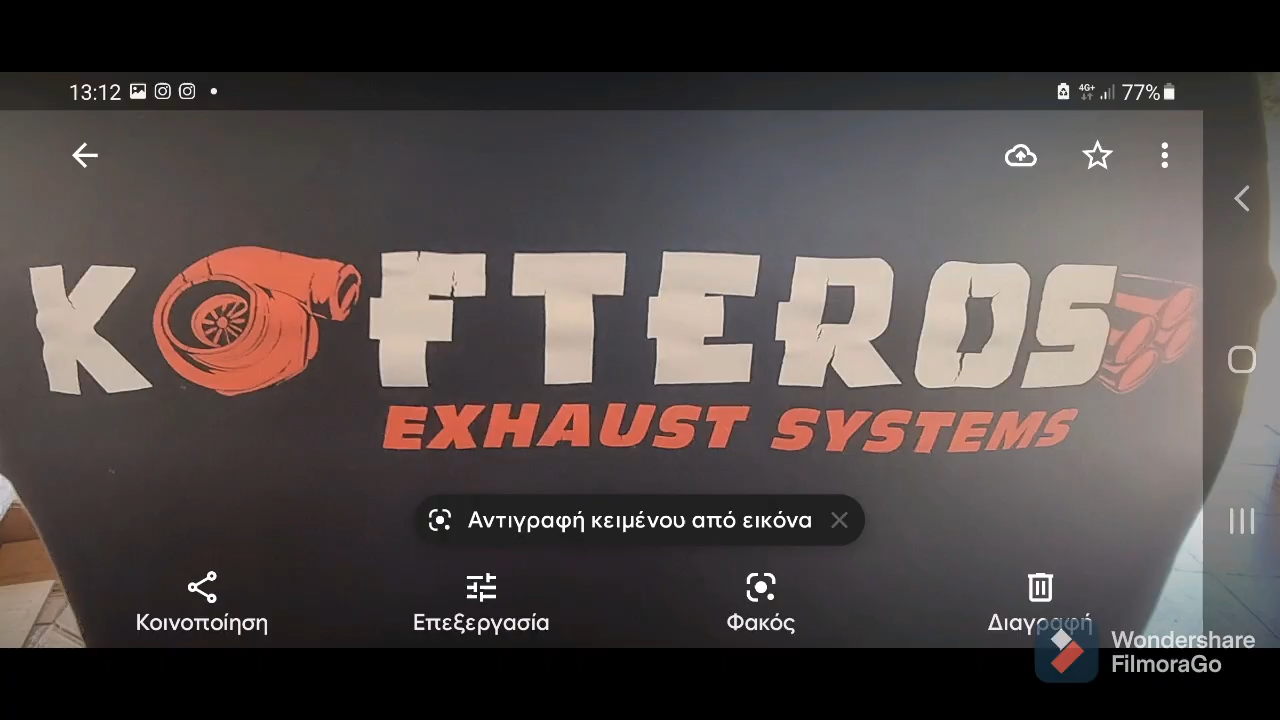 13:12
4G+ 77%
KOFTEROS
EXHAUST SYSTEMS
Αντιγραφή κειμένου από εικόνα
Κοινοποίηση Επεξεργασία Φακός Διαγραφή
Wondershare
FilmoraGo